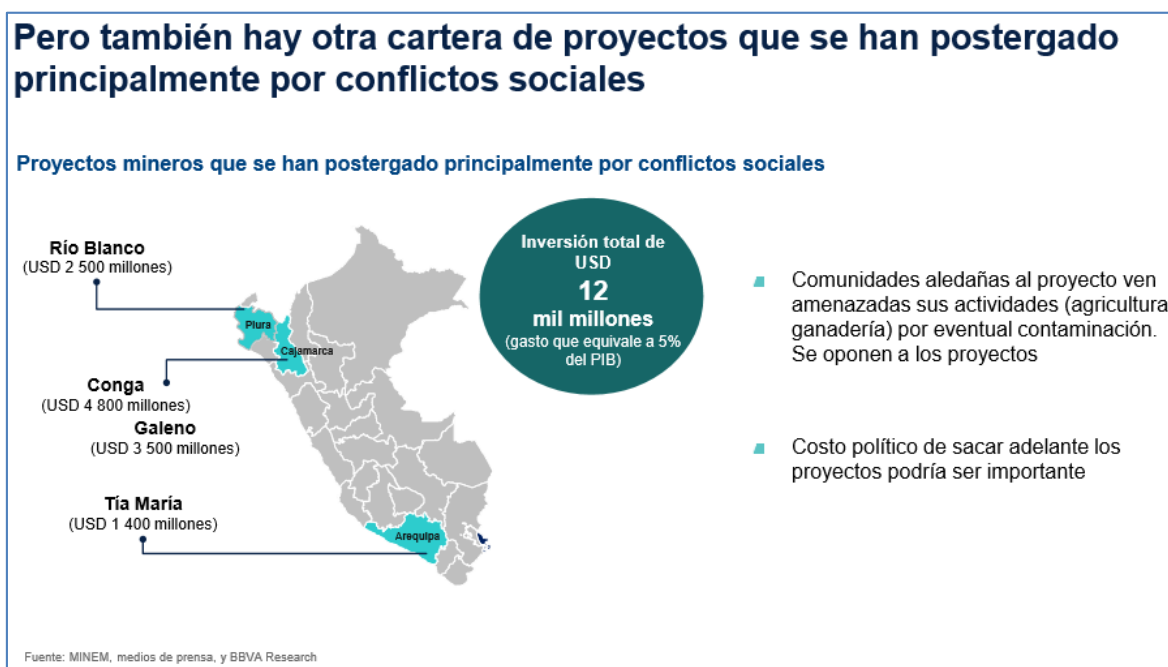 Pero también hay otra cartera de proyectos que se han postergado
principalmente por conflictos sociales
Proyectos mineros que se han postergado principalmente por conflictos sociales
Río Blanco
(USD 2 500 millones)
Piura
Cajamarca
Conga
(USD 4 800 millones)
Galeno
(USD 3 500 millones)
Tía María
(USD 1 400 millones)
Arequipa
Inversión total de
USD
12
mil millones
(gasto que equivale a 5%
del PIB)
Comunidades aledañas al proyecto ven
amenazadas sus actividades (agricultura
ganadería) por eventual contaminación.
Se oponen a los proyectos
Costo político de sacar adelante los
proyectos podría ser importante
Fuente: MINEM, medios de prensa, y BBVA Research